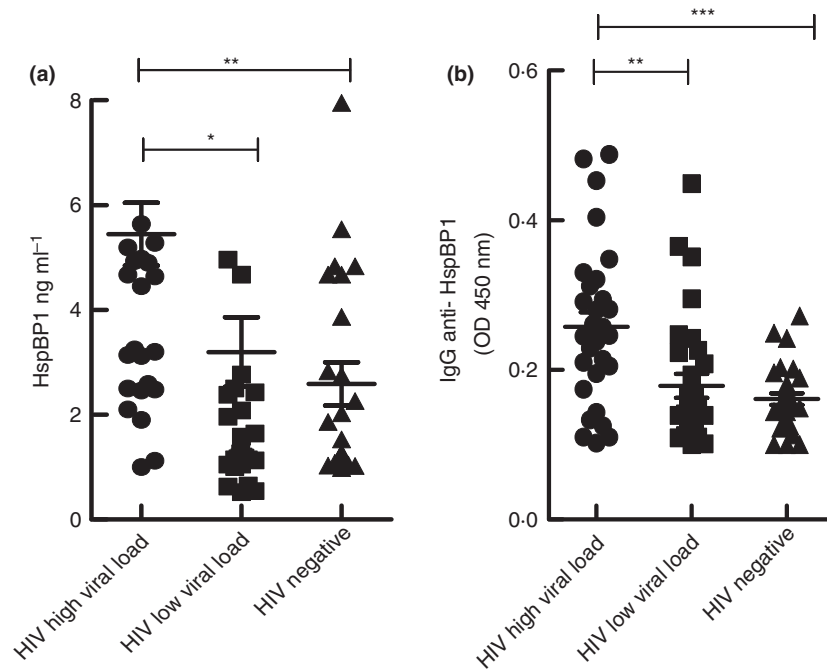 (a)
**
*
8
6
4
2
0
HspBP1 ng ml⁻¹
HIV high viral load
HIV low viral load
HIV negative
(b)
***
**
0·6
0·4
0·2
0·0
IgG anti- HspBP1
(OD 450 nm)
HIV high viral load
HIV low viral load
HIV negative